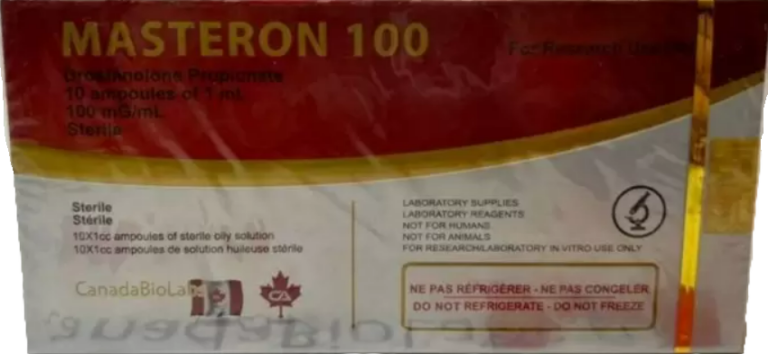 MASTERON 100
For Research Use
Drostanolone Propionate
10 ampoules of 1 mL
100 mG/mL
Sterile
Sterile
Stérile
10X1cc ampoules of sterile oily solution
10X1cc ampoules de solution huileuse stérile
CanadaBioLabs
CA
LABORATORY SUPPLIES
LABORATORY REAGENTS
NOT FOR HUMANS
NOT FOR ANIMALS
FOR RESEARCH/LABORATORY IN VITRO USE ONLY
NE PAS RÉFRIGÉRER - NE PAS CONGELER
DO NOT REFRIGERATE - DO NOT FREEZE